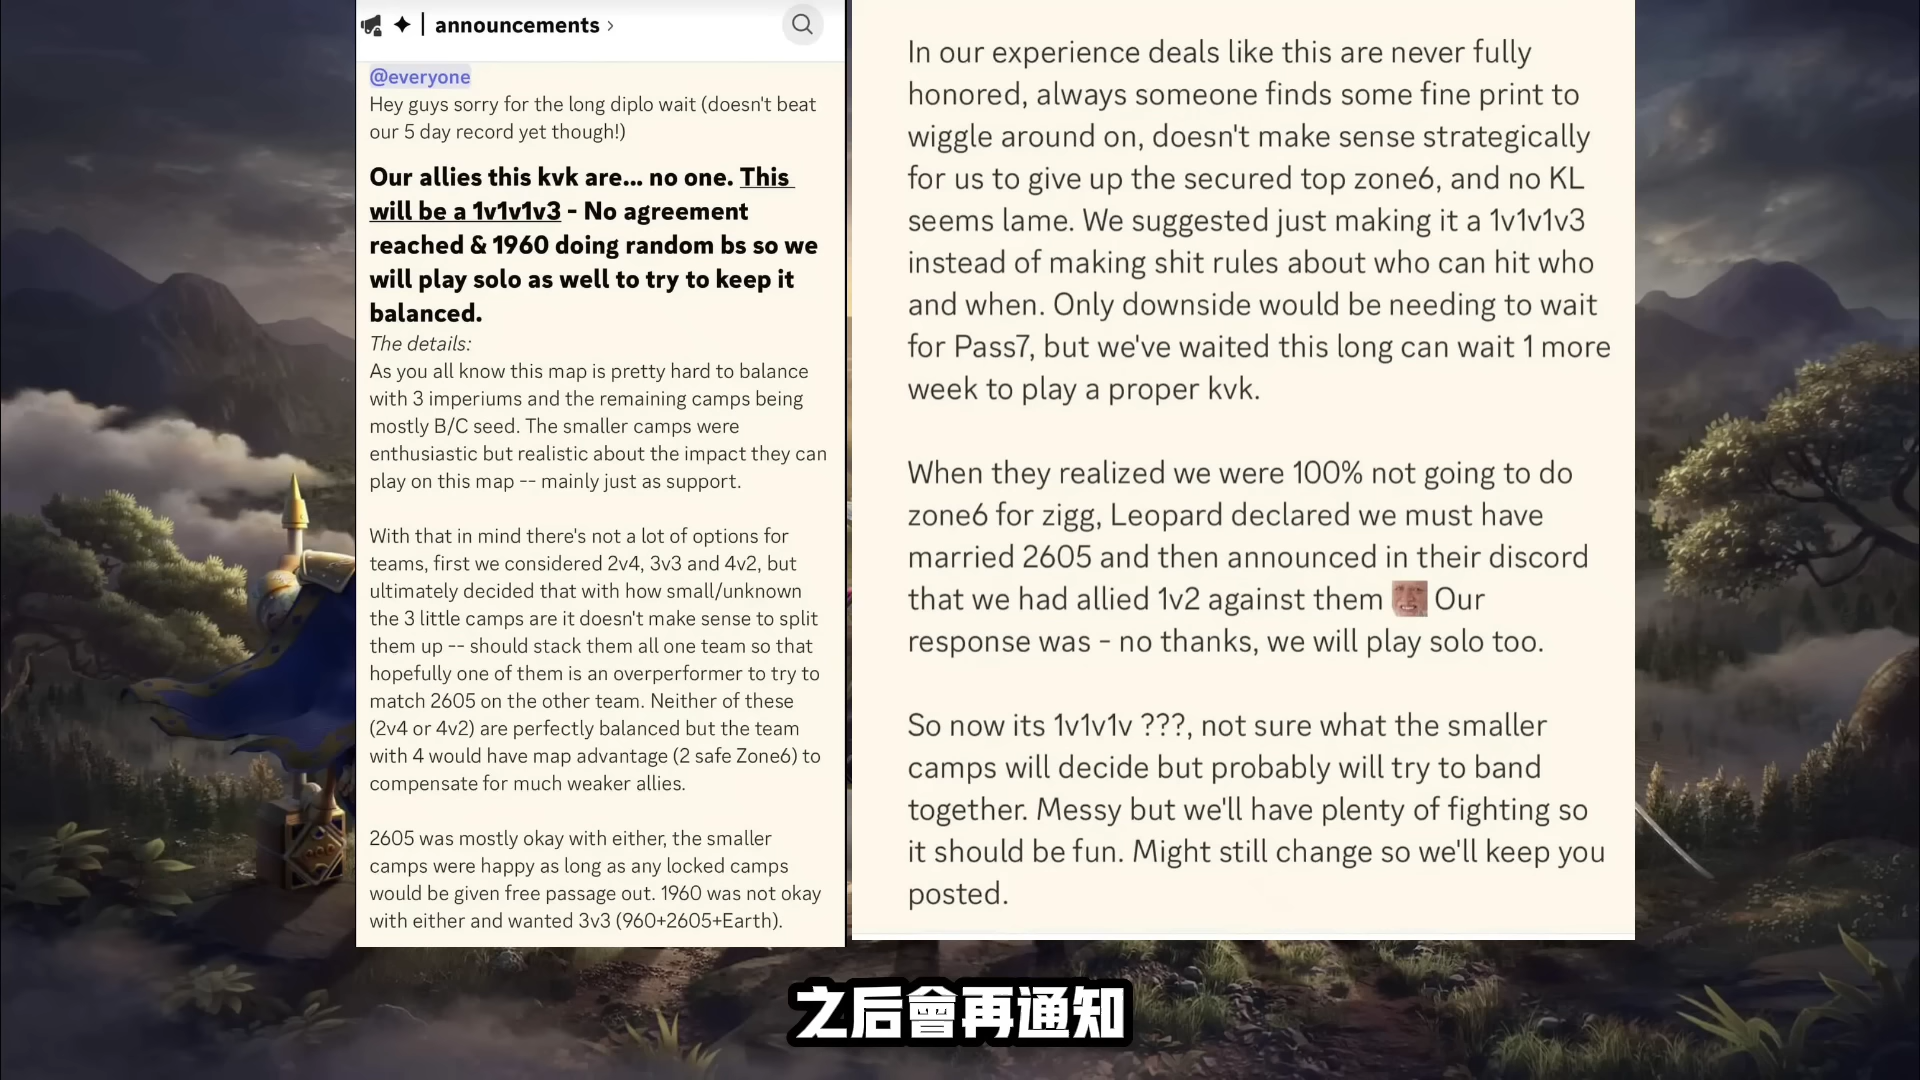 announcements
@everyone
Hey guys sorry for the long diplo wait (doesn't beat
our 5 day record yet though!)
Our allies this kvk are... no one. This
will be a 1v1v1v3 - No agreement
reached & 1960 doing random bs so we
will play solo as well to try to keep it
balanced.
The details:
As you all know this map is pretty hard to balance
with 3 imperiums and the remaining camps being
mostly B/C seed. The smaller camps were
enthusiastic but realistic about the impact they can
play on this map -- mainly just as support.
With that in mind there's not a lot of options for
teams, first we considered 2v4, 3v3 and 4v2, but
ultimately decided that with how small/unknown
the 3 little camps are it doesn't make sense to split
them up -- should stack them all one team so that
hopefully one of them is an overperformer to try to
match 2605 on the other team. Neither of these
(2v4 or 4v2) are perfectly balanced but the team
with 4 would have map advantage (2 safe Zone6) to
compensate for much weaker allies.
2605 was mostly okay with either, the smaller
camps were happy as long as any locked camps
would be given free passage out. 1960 was not okay
with either and wanted 3v3 (960+2605+Earth).
In our experience deals like this are never fully
honored, always someone finds some fine print to
wiggle around on, doesn't make sense strategically
for us to give up the secured top zone6, and no KL
seems lame. We suggested just making it a 1v1v1v3
instead of making shit rules about who can hit who
and when. Only downside would be needing to wait
for Pass7, but we've waited this long can wait 1 more
week to play a proper kvk.
When they realized we were 100% not going to do
zone6 for zigg, Leopard declared we must have
married 2605 and then announced in their discord
that we had allied 1v2 against them Our
response was - no thanks, we will play solo too.
So now its 1v1v1v ???, not sure what the smaller
camps will decide but probably will try to band
together. Messy but we'll have plenty of fighting so
it should be fun. Might still change so we'll keep you
posted.
之后會再通知